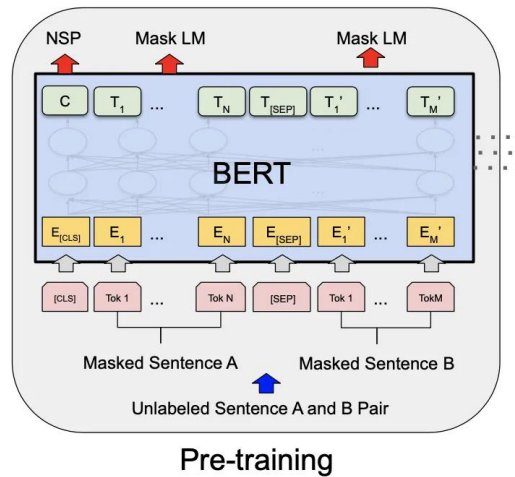 NSP Mask LM Mask LM
C T1 ... TN T[SEP] T1' ... TM'
BERT
E[CLS] E1 ... EN E[SEP] E1' ... EM'
[CLS] Tok 1 ... Tok N [SEP] Tok 1 ... TokM
Masked Sentence A Masked Sentence B
Unlabeled Sentence A and B Pair
Pre-training